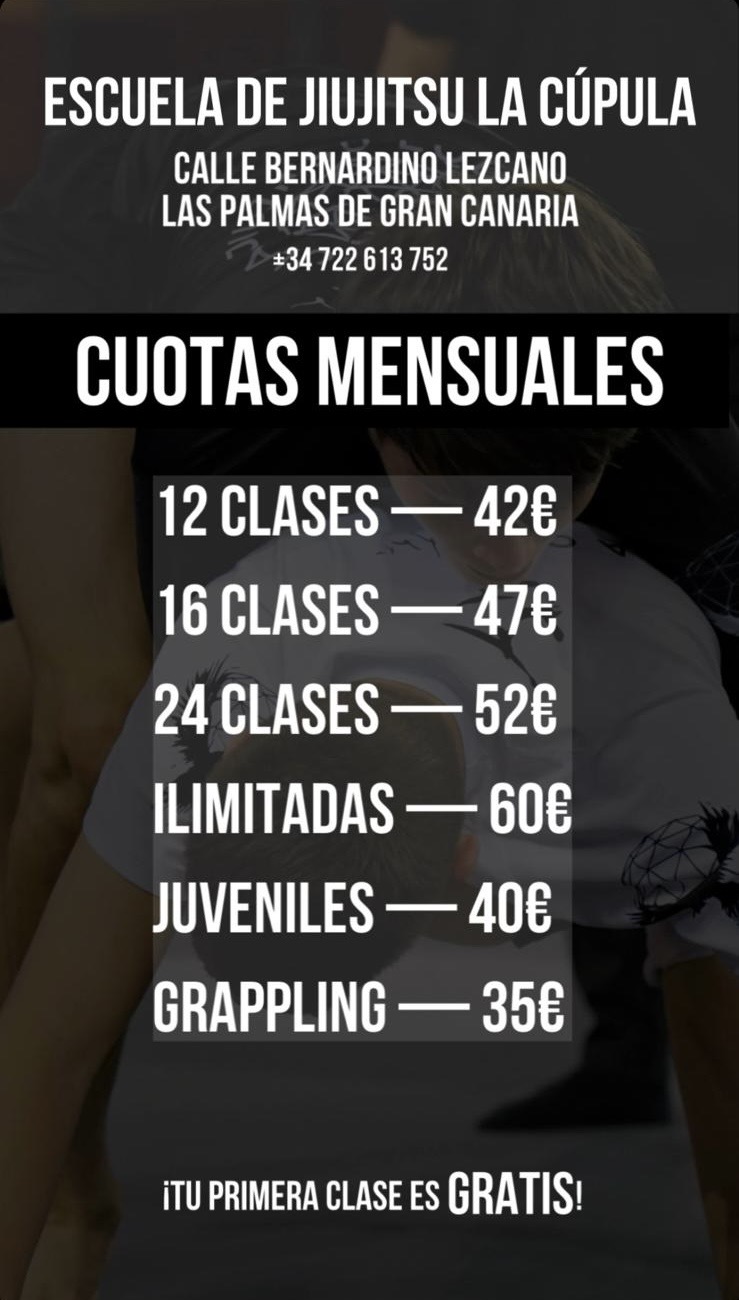 ESCUELA DE JIUJITSU LA CÚPULA
CALLE BERNARDINO LEZCANO
LAS PALMAS DE GRAN CANARIA
+34 722 613 752
CUOTAS MENSUALES
12 CLASES — 42€
16 CLASES — 47€
24 CLASES — 52€
ILIMITADAS — 60€
JUVENILES — 40€
GRAPPLING — 35€
¡TU PRIMERA CLASE ES GRATIS!